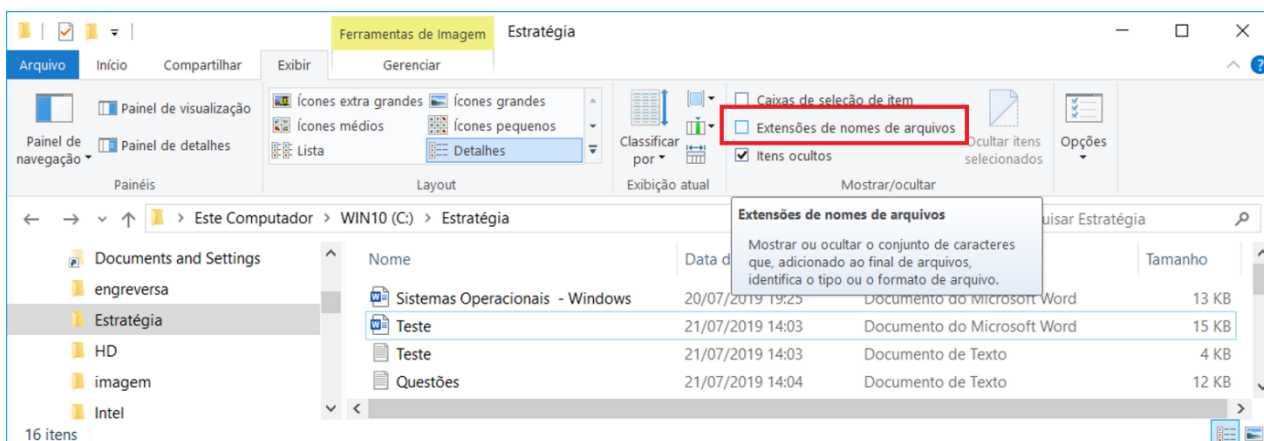 Ferramentas de Imagem Estratégia
Arquivo Início Compartilhar Exibir Gerenciar
Painel de navegação
Painel de visualização
Painel de detalhes
Painéis
Ícones extra grandes Ícones grandes
Ícones médios Ícones pequenos
Lista Detalhes
Layout
Classificar por
Exibição atual
Caixas de seleção de item
Extensões de nomes de arquivos
Itens ocultos
Ocultar itens selecionados
Mostrar/ocultar
Opções
Este Computador > WIN10 (C:) > Estratégia
Estratégia
Extensões de nomes de arquivos
Mostrar ou ocultar o conjunto de caracteres
que, adicionado ao final de arquivos,
identifica o tipo ou o formato de arquivo.
Documents and Settings
engreversa
Estratégia
HD
imagem
Intel
Nome Data Tamanho
Sistemas Operacionais - Windows 20/07/2019 19:25 Documento do Microsoft Word 13 KB
Teste 21/07/2019 14:03 Documento do Microsoft Word 15 KB
Teste 21/07/2019 14:03 Documento de Texto 4 KB
Questões 21/07/2019 14:04 Documento de Texto 12 KB
16 itens